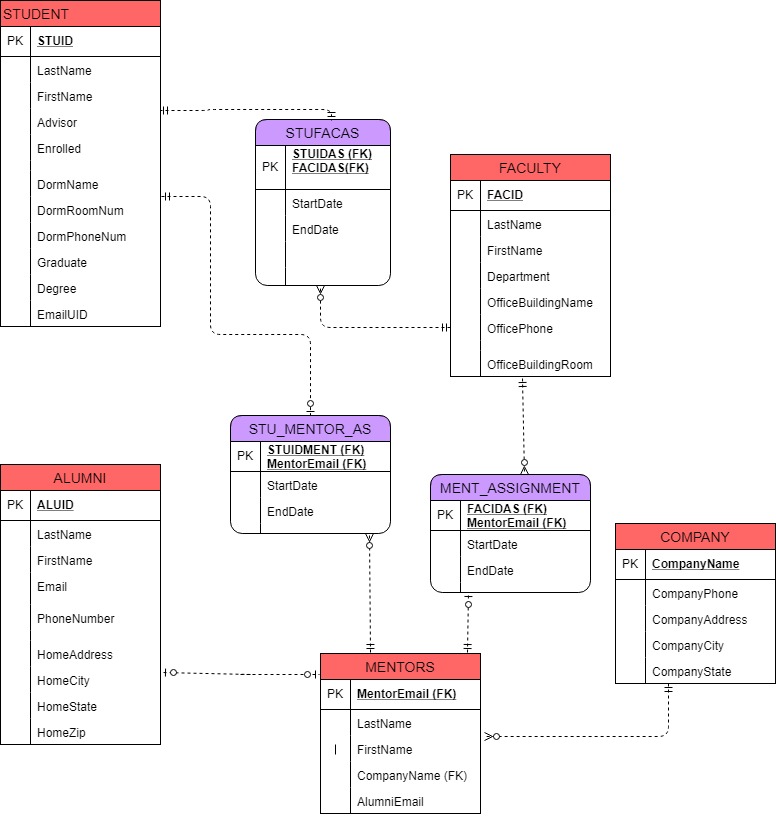 STUDENT
PK STUID
LastName
FirstName
Advisor
Enrolled
DormName
DormRoomNum
DormPhoneNum
Graduate
Degree
EmailUID
STUFACAS
PK STUIDAS (FK)
FACIDAS(FK)
StartDate
EndDate
FACULTY
PK FACID
LastName
FirstName
Department
OfficeBuildingName
OfficePhone
OfficeBuildingRoom
STU_MENTOR_AS
PK STUIDMENT (FK)
MentorEmail (FK)
StartDate
EndDate
ALUMNI
PK ALUID
LastName
FirstName
Email
PhoneNumber
HomeAddress
HomeCity
HomeState
HomeZip
MENT_ASSIGNMENT
PK FACIDAS (FK)
MentorEmail (FK)
StartDate
EndDate
COMPANY
PK CompanyName
CompanyPhone
CompanyAddress
CompanyCity
CompanyState
MENTORS
PK MentorEmail (FK)
LastName
I FirstName
CompanyName (FK)
AlumniEmail